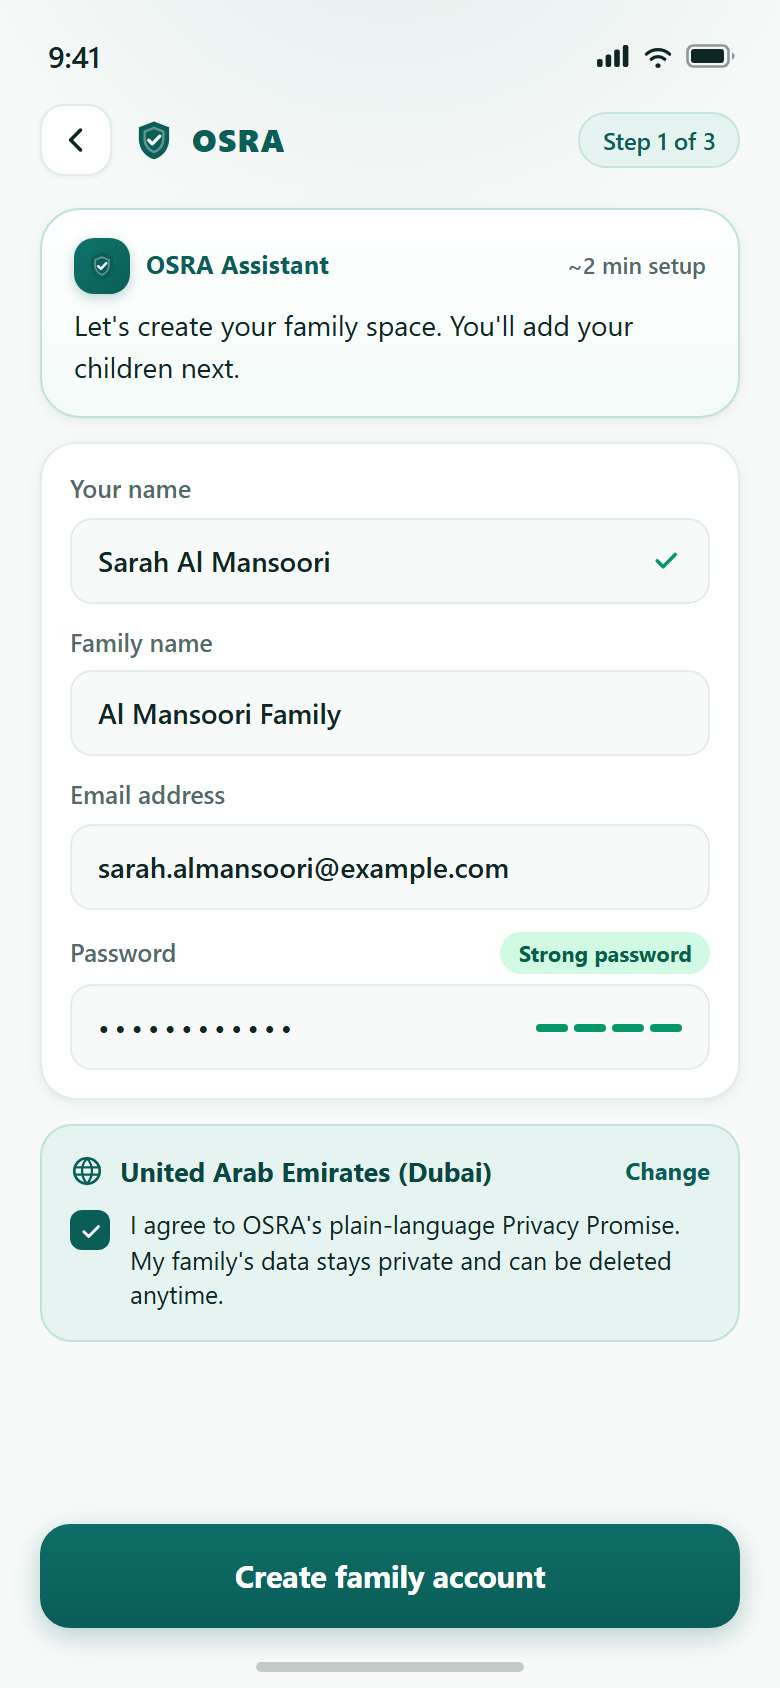 9:41
OSRA
Step 1 of 3
OSRA Assistant
~2 min setup
Let's create your family space. You'll add your
children next.
Your name
Sarah Al Mansoori
Family name
Al Mansoori Family
Email address
sarah.almansoori@example.com
Password
Strong password
••••••••••••
United Arab Emirates (Dubai)
Change
I agree to OSRA's plain-language Privacy Promise.
My family's data stays private and can be deleted
anytime.
Create family account